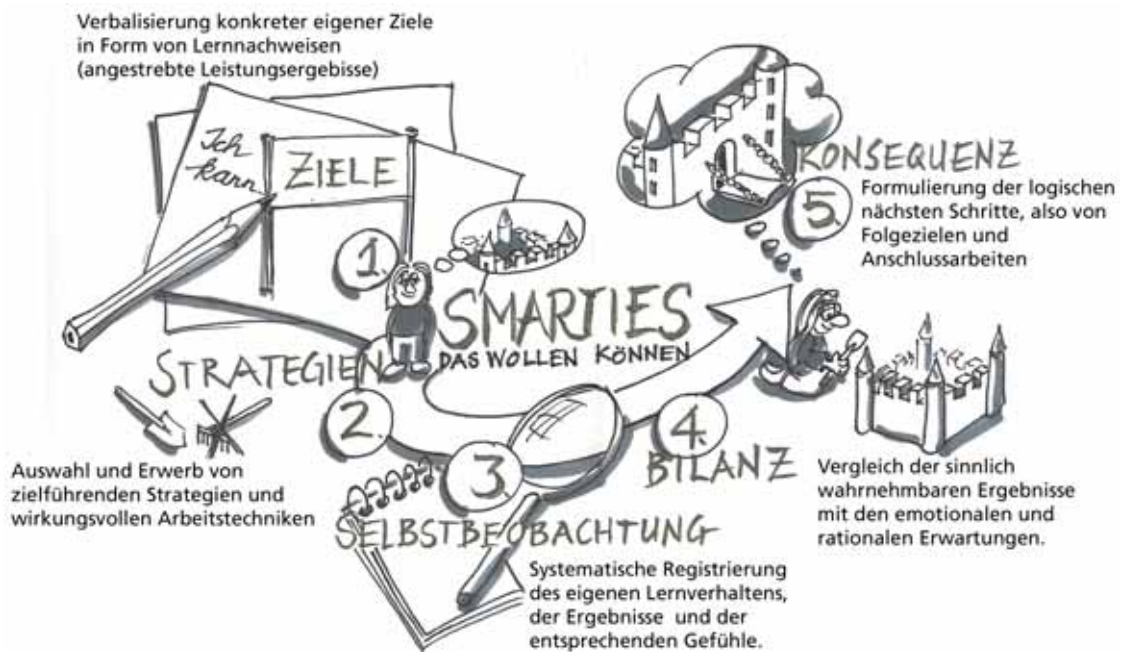 Verbalisierung konkreter eigener Ziele
in Form von Lernnachweisen
(angestrebte Leistungsergebisse)
Ich
kann
ZIELE
1.
SMARTIES
DAS WOLLEN KÖNNEN
STRATEGIEN
2.
Auswahl und Erwerb von
zielführenden Strategien und
wirkungsvollen Arbeitstechniken
3.
SELBSTBEOBACHTUNG
Systematische Registrierung
des eigenen Lernverhaltens,
der Ergebnisse und der
entsprechenden Gefühle.
4.
BILANZ
Vergleich der sinnlich
wahrnehmbaren Ergebnisse
mit den emotionalen und
rationalen Erwartungen.
KONSEQUENZ
5.
Formulierung der logischen
nächsten Schritte, also von
Folgezielen und
Anschlussarbeiten